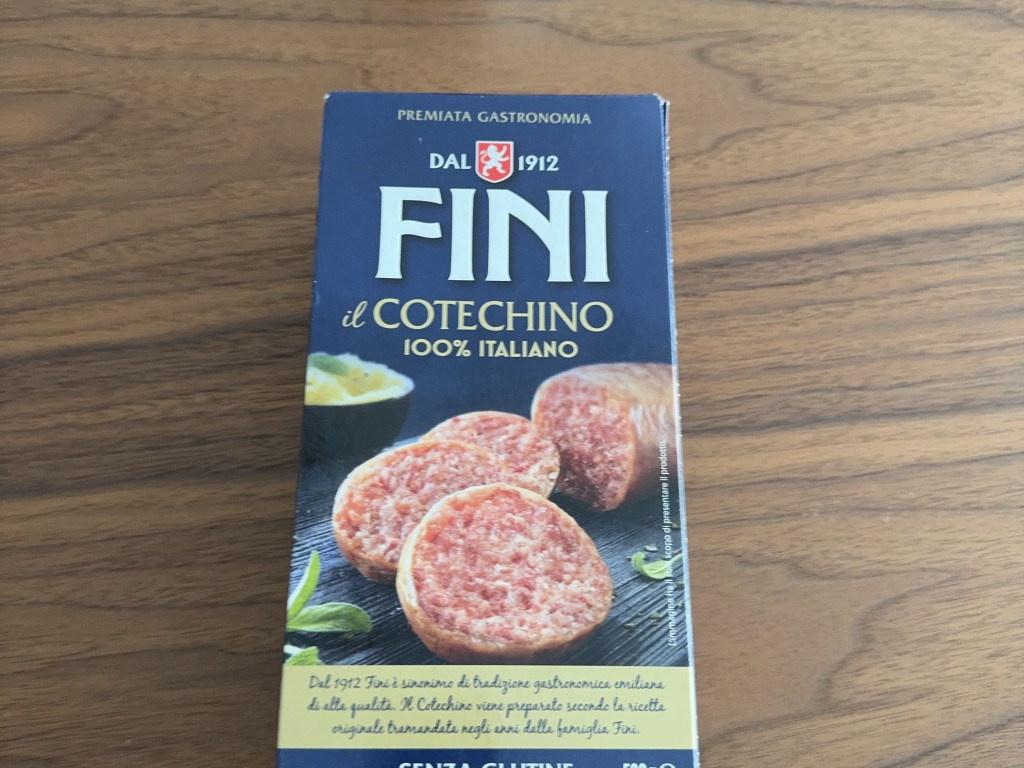 PREMIATA GASTRONOMIA
DAL 1912
FINI
il COTECHINO
100% ITALIANO
L'immagine ha il solo scopo di presentare il prodotto.
Dal 1912 Fini è sinonimo di tradizione gastronomica emiliana
di alta qualità. Il Cotechino viene preparato secondo la ricetta
originale tramandata negli anni dalla famiglia Fini.
SENZA GLUTINE